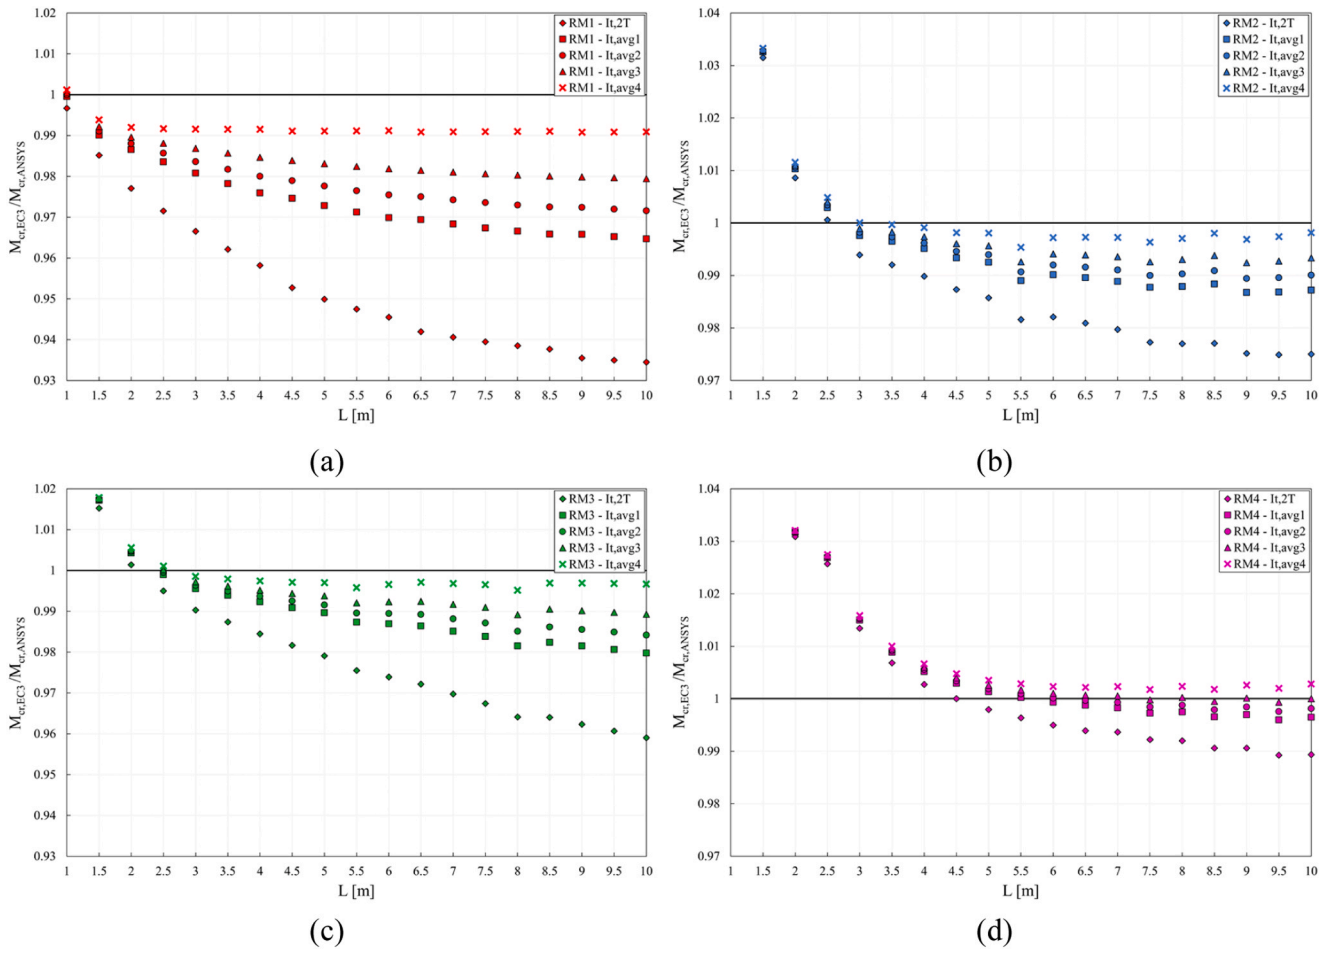 1.02
1.01
1
0.99
0.98
0.97
0.96
0.95
0.94
0.93
M_cr,EC3/M_cr,ANSYS
RM1 - It,2T
RM1 - It,avg1
RM1 - It,avg2
RM1 - It,avg3
RM1 - It,avg4
1 1.5 2 2.5 3 3.5 4 4.5 5 5.5 6 6.5 7 7.5 8 8.5 9 9.5 10
L [m]
(a)
1.04
1.03
1.02
1.01
1
0.99
0.98
0.97
M_cr,EC3/M_cr,ANSYS
RM2 - It,2T
RM2 - It,avg1
RM2 - It,avg2
RM2 - It,avg3
RM2 - It,avg4
1 1.5 2 2.5 3 3.5 4 4.5 5 5.5 6 6.5 7 7.5 8 8.5 9 9.5 10
L [m]
(b)
1.02
1.01
1
0.99
0.98
0.97
0.96
0.95
0.94
0.93
M_cr,EC3/M_cr,ANSYS
RM3 - It,2T
RM3 - It,avg1
RM3 - It,avg2
RM3 - It,avg3
RM3 - It,avg4
1 1.5 2 2.5 3 3.5 4 4.5 5 5.5 6 6.5 7 7.5 8 8.5 9 9.5 10
L [m]
(c)
1.04
1.03
1.02
1.01
1
0.99
0.98
0.97
M_cr,EC3/M_cr,ANSYS
RM4 - It,2T
RM4 - It,avg1
RM4 - It,avg2
RM4 - It,avg3
RM4 - It,avg4
1 1.5 2 2.5 3 3.5 4 4.5 5 5.5 6 6.5 7 7.5 8 8.5 9 9.5 10
L [m]
(d)